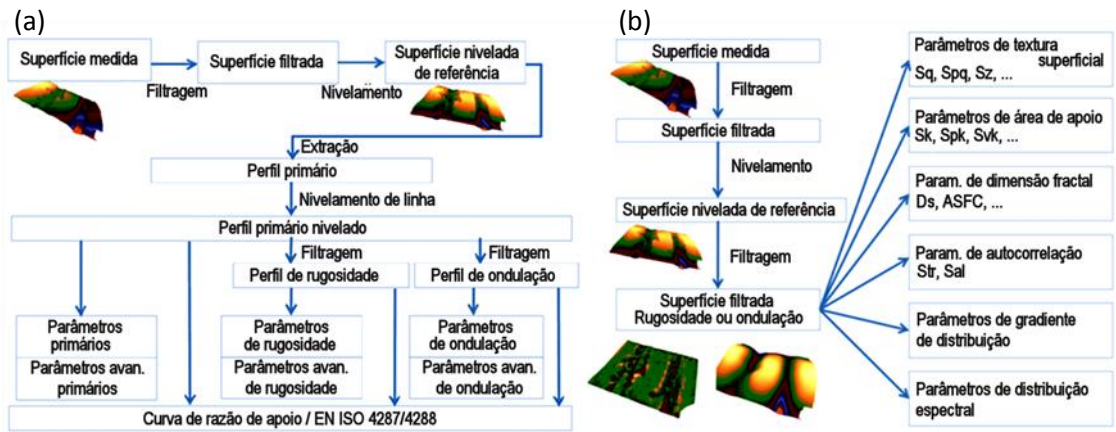 (a)
Superfície medida
Filtragem
Superfície filtrada
Nivelamento
Superfície nivelada
de referência
Extração
Perfil primário
Nivelamento de linha
Perfil primário nivelado
Filtragem
Filtragem
Perfil de rugosidade
Perfil de ondulação
Parâmetros
primários
Parâmetros avan.
primários
Parâmetros
de rugosidade
Parâmetros avan.
de rugosidade
Parâmetros
de ondulação
Parâmetros avan.
de ondulação
Curva de razão de apoio / EN ISO 4287/4288
(b)
Superfície medida
Filtragem
Superfície filtrada
Nivelamento
Superfície nivelada de referência
Filtragem
Superfície filtrada
Rugosidade ou ondulação
Parâmetros de textura
superficial
Sq, Spq, Sz, ...
Parâmetros de área de apoio
Sk, Spk, Svk, ...
Param. de dimensão fractal
Ds, ASFC, ...
Param. de autocorrelação
Str, Sal
Parâmetros de gradiente
de distribuição
Parâmetros de distribuição
espectral